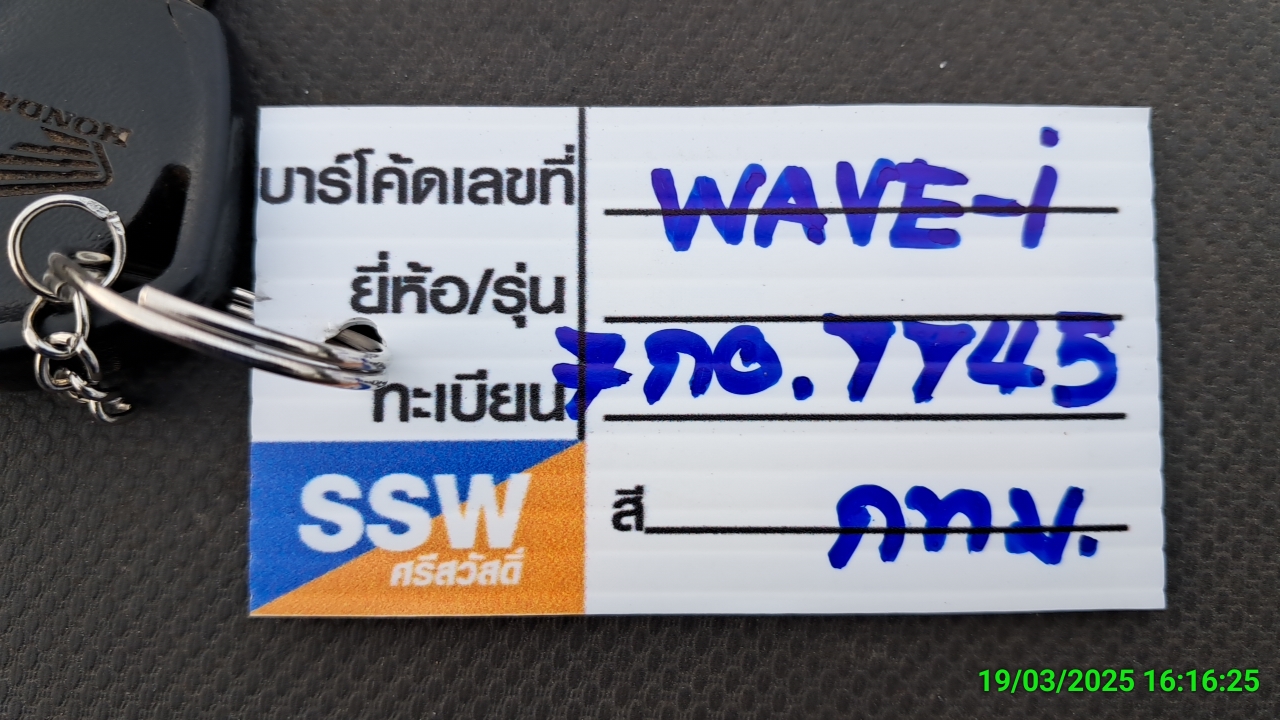 HONDA
บาร์โค้ดเลขที่ WAVE-i
ยี่ห้อ/รุ่น
ทะเบียน 7กอ.7745
สี กทม.
SSW
ศรีสวัสดิ์
19/03/2025 16:16:25